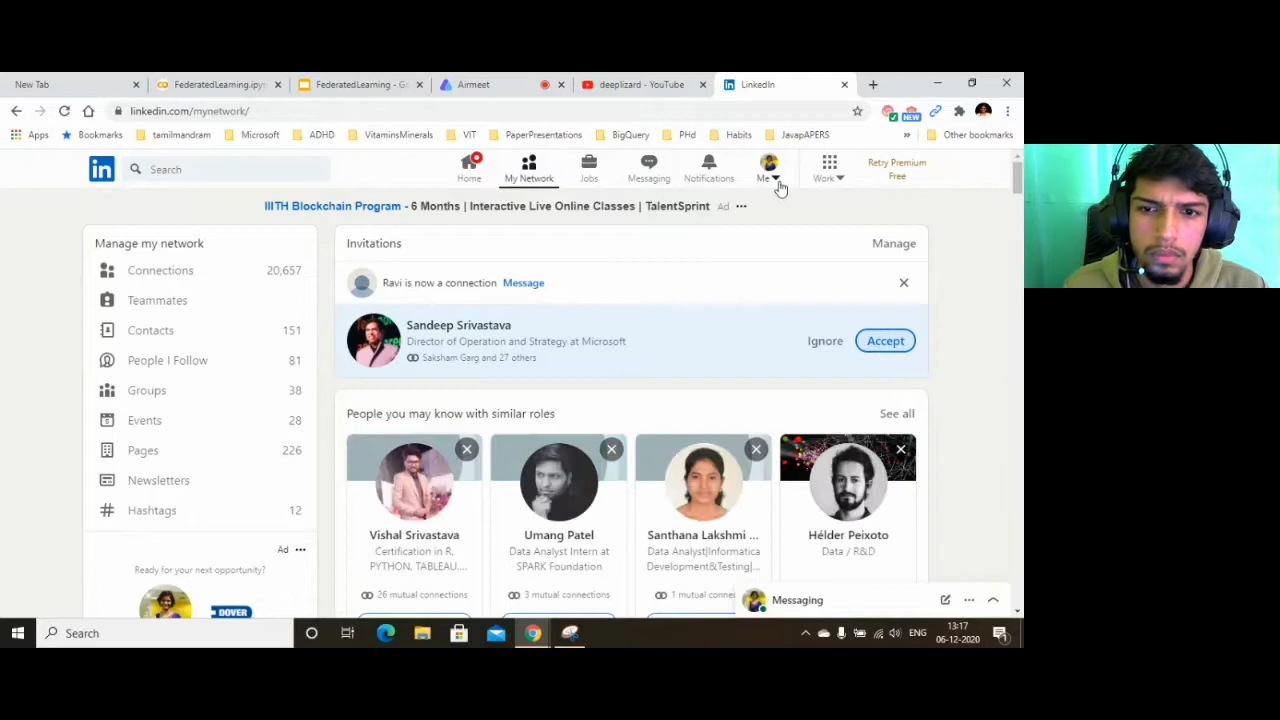 New Tab
FederatedLearning.ipyn
FederatedLearning - Go
Airmeet
deeplizard - YouTube
LinkedIn
linkedin.com/mynetwork/
NEW
Apps
Bookmarks
tamilmandram
Microsoft
ADHD
VitaminsMinerals
VIT
PaperPresentations
BigQuery
PHd
Habits
JavapAPERS
»
Other bookmarks
in
Search
Home
My Network
Jobs
Messaging
Notifications
Me
Work
Retry Premium
Free
IIITH Blockchain Program - 6 Months | Interactive Live Online Classes | TalentSprint Ad •••
Manage my network
Connections 20,657
Teammates
Contacts 151
People I Follow 81
Groups 38
Events 28
Pages 226
Newsletters
# Hashtags 12
Ad •••
Ready for your next opportunity?
DOVER
Invitations Manage
Ravi is now a connection Message
Sandeep Srivastava
Director of Operation and Strategy at Microsoft
Saksham Garg and 27 others
Ignore Accept
People you may know with similar roles See all
Vishal Srivastava
Certification in R,
PYTHON, TABLEAU,...
26 mutual connections
Umang Patel
Data Analyst Intern at
SPARK Foundation
3 mutual connections
Santhana Lakshmi ...
Data Analyst|Informatica
Development&Testing|...
1 mutual conne
Hélder Peixoto
Data / R&D
Messaging
Search
ENG
13:17
06-12-2020